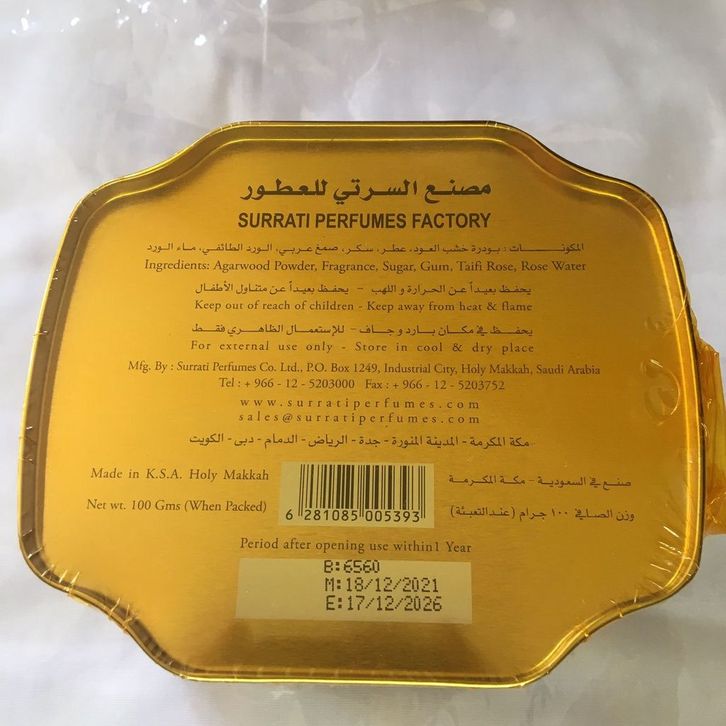 مصنع السرتي للعطور
SURRATI PERFUMES FACTORY
المكونات : بودرة خشب العود، عطر، سكر، صمغ عربي، الورد الطائفي، ماء الورد
Ingredients: Agarwood Powder, Fragrance, Sugar, Gum, Taifi Rose, Rose Water
يحفظ بعيداً عن الحرارة و اللهب - يحفظ بعيداً عن متناول الأطفال
Keep out of reach of children - Keep away from heat & flame
يحفظ في مكان بارد و جاف - للإستعمال الظاهري فقط
For external use only - Store in cool & dry place
Mfg. By : Surrati Perfumes Co. Ltd., P.O. Box 1249, Industrial City, Holy Makkah, Saudi Arabia
Tel : + 966 - 12 - 5203000 Fax : + 966 - 12 - 5203752
www.surratiperfumes.com
sales@surratiperfumes.com
مكة المكرمة - المدينة المنورة - جدة - الرياض - الدمام - دبي - الكويت
Made in K.S.A. Holy Makkah
صنع في السعودية - مكة المكرمة
Net wt. 100 Gms (When Packed)
وزن الصافي ١٠٠ جرام (عند التعبئة)
6 281085 005393
Period after opening use within1 Year
B:6560
M:18/12/2021
E:17/12/2026